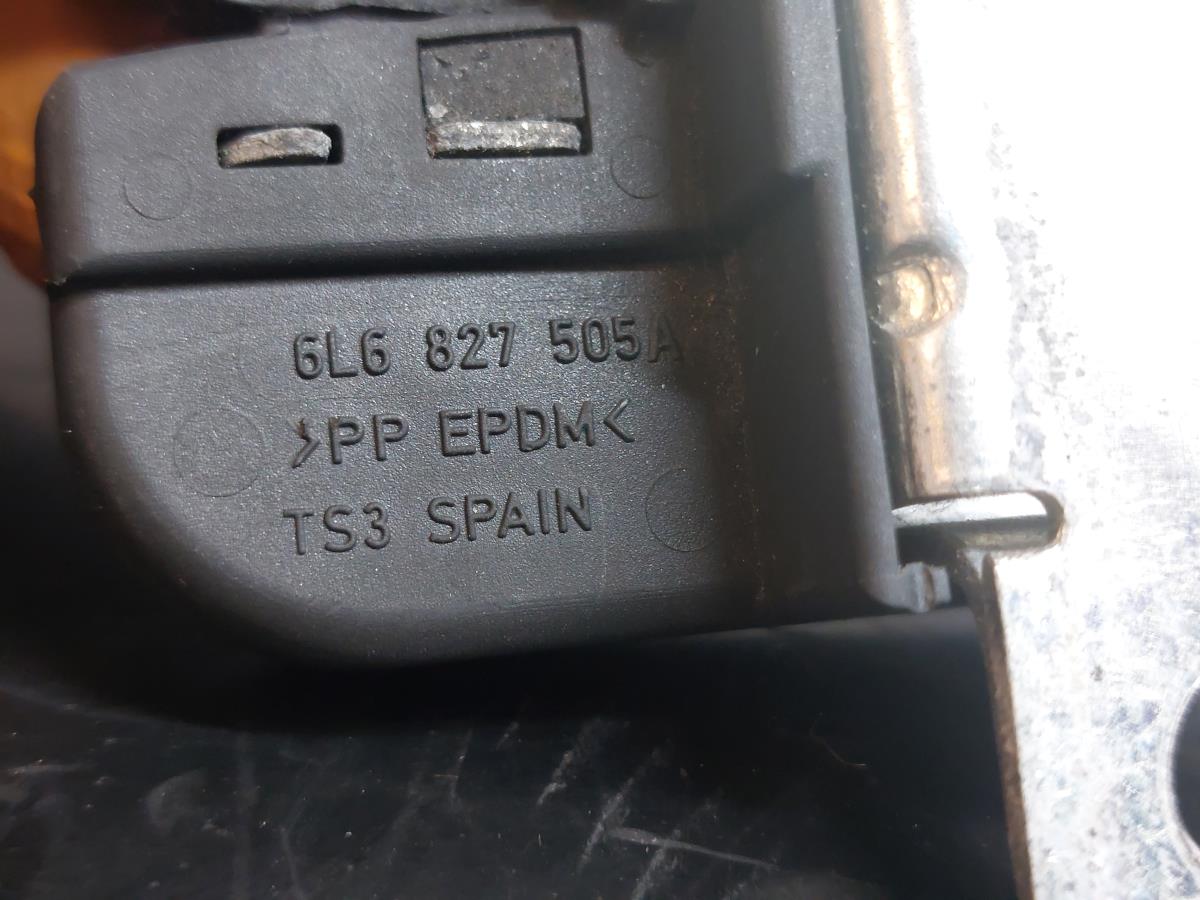 6L6 827 505A
>PP EPDM<
TS3 SPAIN